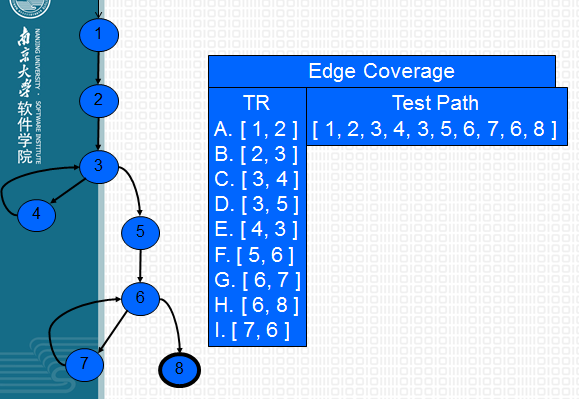 南京大学
软件学院
NANJING UNIVERSITY · SOFTWARE INSTITUTE
1
2
3
4
5
6
7
8
Edge Coverage
TR
A. [ 1, 2 ]
B. [ 2, 3 ]
C. [ 3, 4 ]
D. [ 3, 5 ]
E. [ 4, 3 ]
F. [ 5, 6 ]
G. [ 6, 7 ]
H. [ 6, 8 ]
I. [ 7, 6 ]
Test Path
[ 1, 2, 3, 4, 3, 5, 6, 7, 6, 8 ]